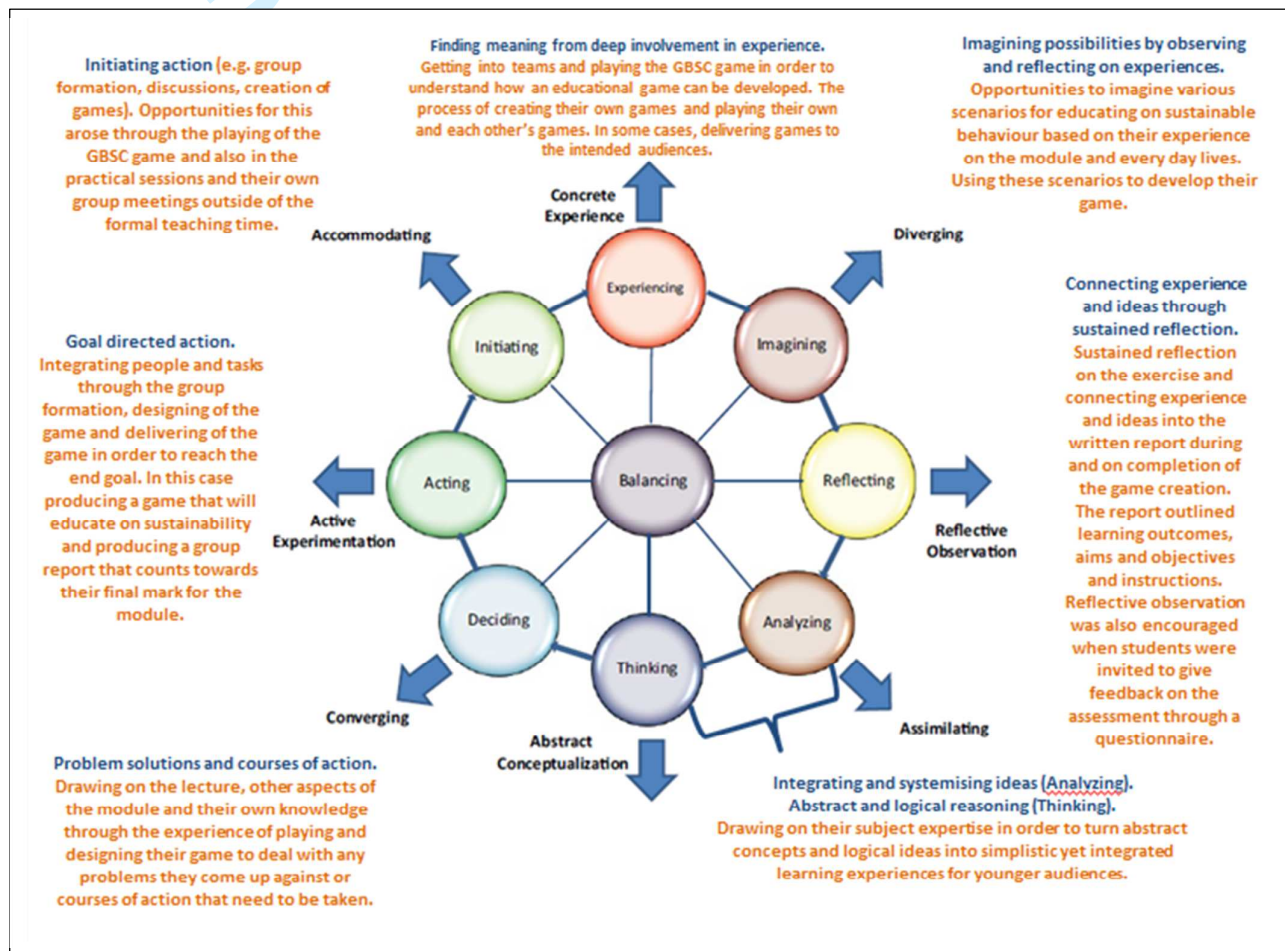 Initiating action (e.g. group
formation, discussions, creation of
games). Opportunities for this
arose through the playing of the
GBSC game and also in the
practical sessions and their own
group meetings outside of the
formal teaching time.
Finding meaning from deep involvement in experience.
Getting into teams and playing the GBSC game in order to
understand how an educational game can be developed. The
process of creating their own games and playing their own
and each other's games. In some cases, delivering games to
the intended audiences.
Imagining possibilities by observing
and reflecting on experiences.
Opportunities to imagine various
scenarios for educating on sustainable
behaviour based on their experience
on the module and every day lives.
Using these scenarios to develop their
game.
Concrete
Experience
Accommodating
Diverging
Experiencing
Initiating
Imagining
Goal directed action.
Integrating people and tasks
through the group
formation, designing of the
game and delivering of the
game in order to reach the
end goal. In this case
producing a game that will
educate on sustainability
and producing a group
report that counts towards
their final mark for the
module.
Acting
Balancing
Reflecting
Active
Experimentation
Reflective
Observation
Connecting experience
and ideas through
sustained reflection.
Sustained reflection
on the exercise and
connecting experience
and ideas into the
written report during
and on completion of
the game creation.
The report outlined
learning outcomes,
aims and objectives
and instructions.
Reflective observation
was also encouraged
when students were
invited to give
feedback on the
assessment through a
questionnaire.
Deciding
Thinking
Analyzing
Converging
Abstract
Conceptualization
Assimilating
Problem solutions and courses of action.
Drawing on the lecture, other aspects
of the module and their own knowledge
through the experience of playing and
designing their game to deal with any
problems they come up against or
courses of action that need to be taken.
Integrating and systemising ideas (Analyzing).
Abstract and logical reasoning (Thinking).
Drawing on their subject expertise in order to turn abstract
concepts and logical ideas into simplistic yet integrated
learning experiences for younger audiences.